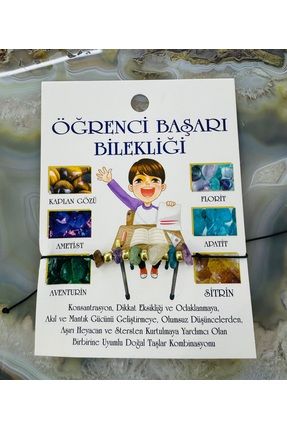 ÖĞRENCİ BAŞARI
BİLEKLİĞİ
KAPLAN GÖZÜ
FLORİT
AMETİST
APATİT
AVENTURİN
SİTRİN
Konsantrasyon, Dikkat Eksikliği ve Odaklanmaya,
Akıl ve Mantık Gücünü Geliştirmeye, Olumsuz Düşüncelerden,
Aşırı Heyecan ve Stersten Kurtulmaya Yardımcı Olan
Birbirine Uyumlu Doğal Taşlar Kombinasyonu